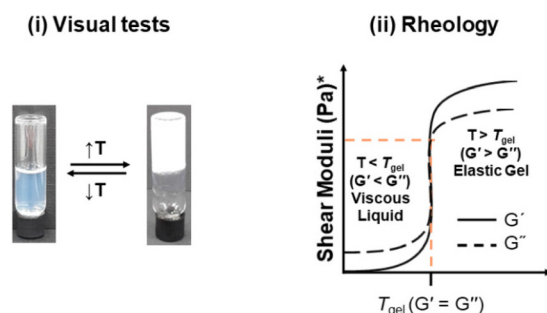 (i) Visual tests
↑T
↓T
(ii) Rheology
Shear Moduli (Pa)*
T < Tgel
(G′ < G″)
Viscous
Liquid
T > Tgel
(G′ > G″)
Elastic Gel
G′
G″
Tgel (G′ = G″)